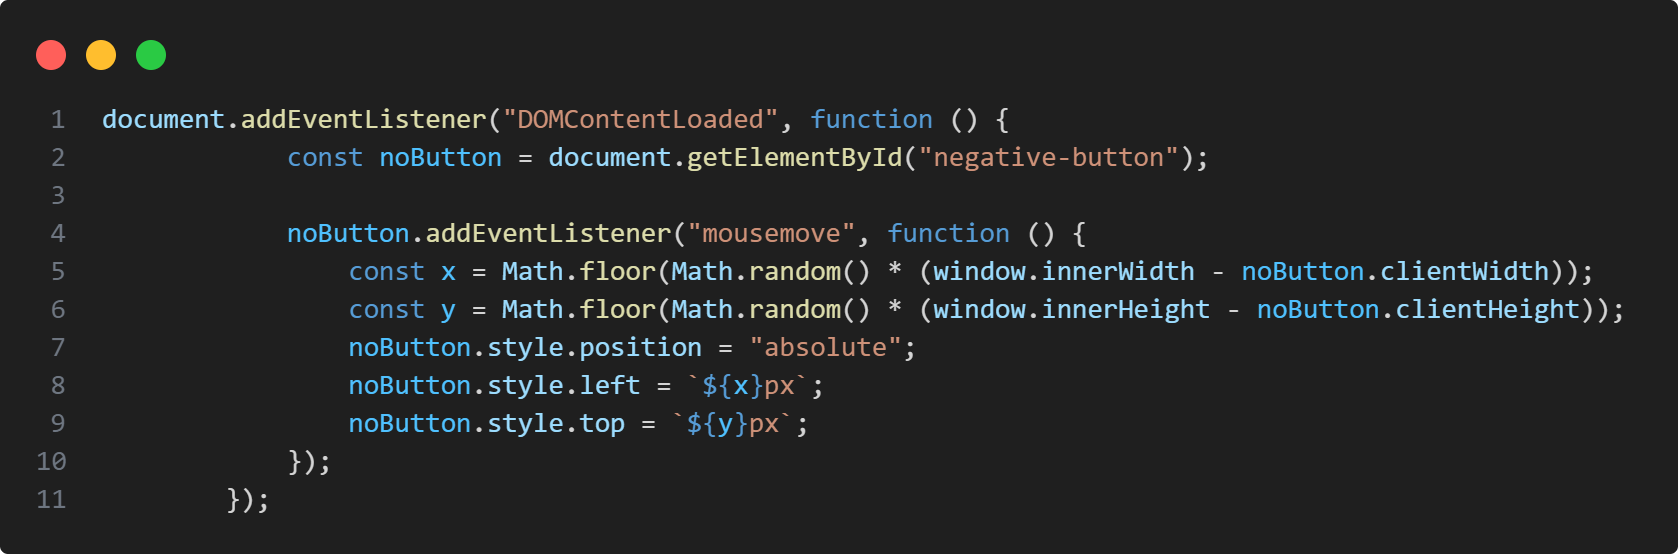 1 document.addEventListener("DOMContentLoaded", function () {
2             const noButton = document.getElementById("negative-button");
3
4             noButton.addEventListener("mousemove", function () {
5                 const x = Math.floor(Math.random() * (window.innerWidth - noButton.clientWidth));
6                 const y = Math.floor(Math.random() * (window.innerHeight - noButton.clientHeight));
7                 noButton.style.position = "absolute";
8                 noButton.style.left = `${x}px`;
9                 noButton.style.top = `${y}px`;
10             });
11         });